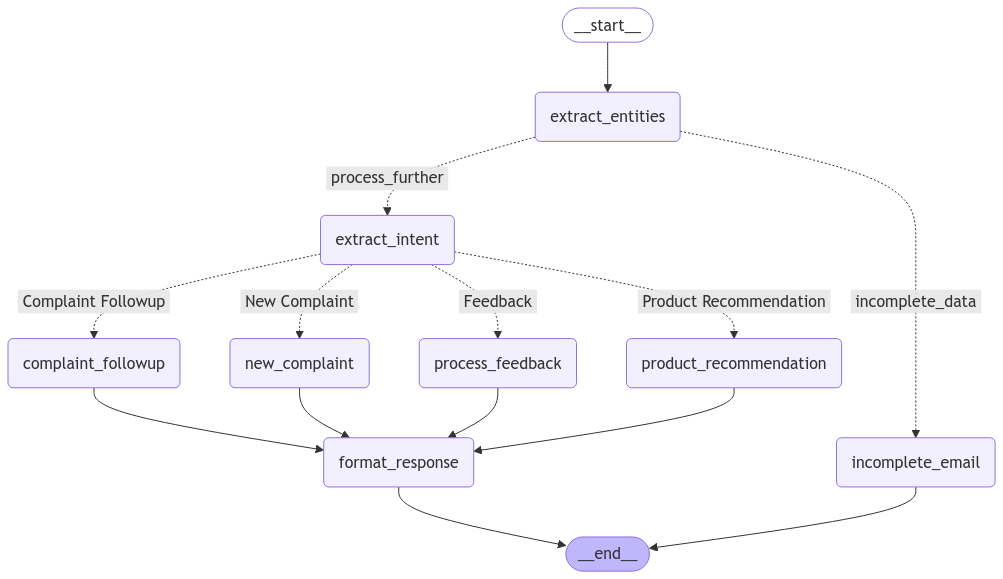 __start__
extract_entities
process_further
extract_intent
Complaint Followup
New Complaint
Feedback
Product Recommendation
incomplete_data
complaint_followup
new_complaint
process_feedback
product_recommendation
format_response
incomplete_email
__end__